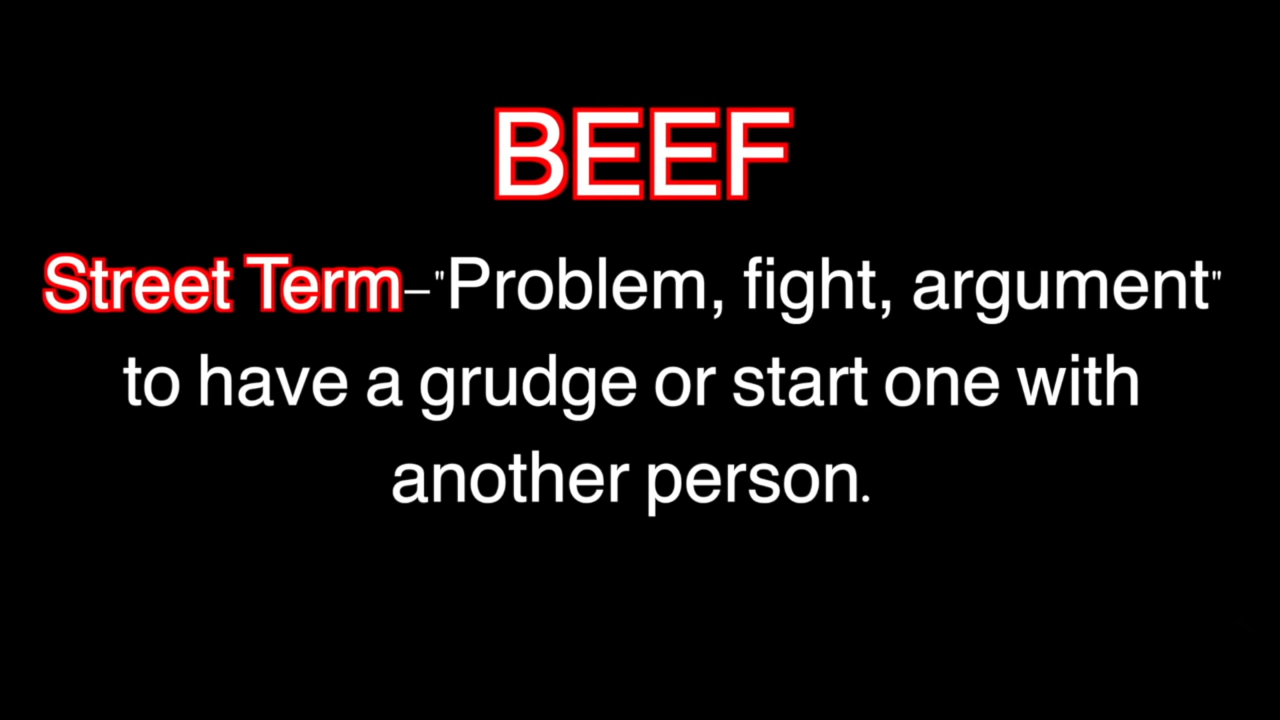 BEEF
Street Term–"Problem, fight, argument"
to have a grudge or start one with
another person.